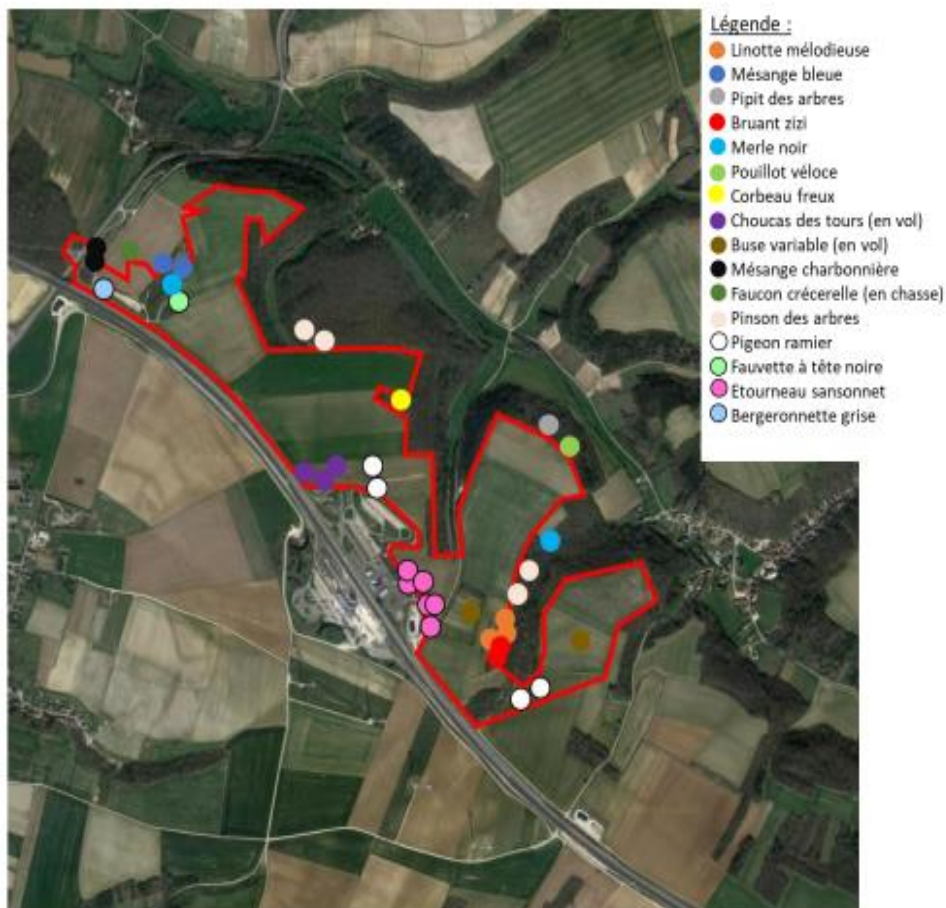 Légende :
Linotte mélodieuse
Mésange bleue
Pipit des arbres
Bruant zizi
Merle noir
Pouillot véloce
Corbeau freux
Choucas des tours (en vol)
Buse variable (en vol)
Mésange charbonnière
Faucon crécerelle (en chasse)
Pinson des arbres
Pigeon ramier
Fauvette à tête noire
Etourneau sansonnet
Bergeronnette grise